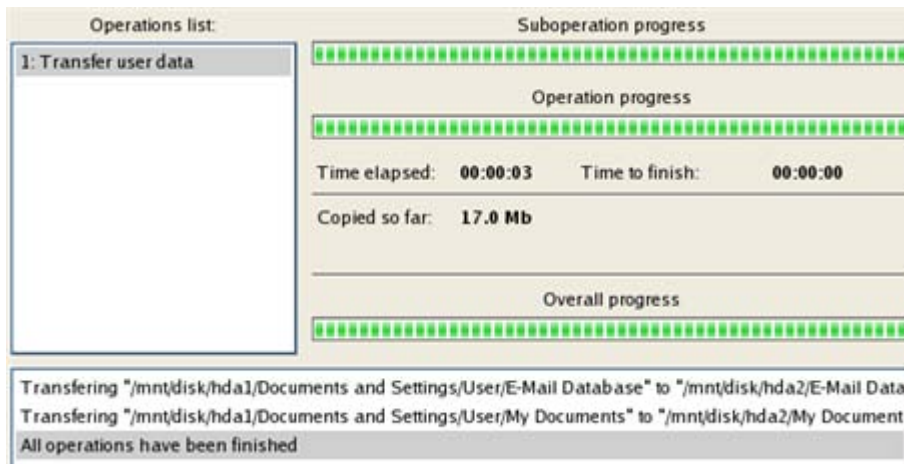 Operations list:
1: Transfer user data
Suboperation progress
Operation progress
Time elapsed: 00:00:03 Time to finish: 00:00:00
Copied so far: 17.0 Mb
Overall progress
Transfering "/mnt/disk/hda1/Documents and Settings/User/E-Mail Database" to "/mnt/disk/hda2/E-Mail Data
Transfering "/mnt/disk/hda1/Documents and Settings/User/My Documents" to "/mnt/disk/hda2/My Document
All operations have been finished